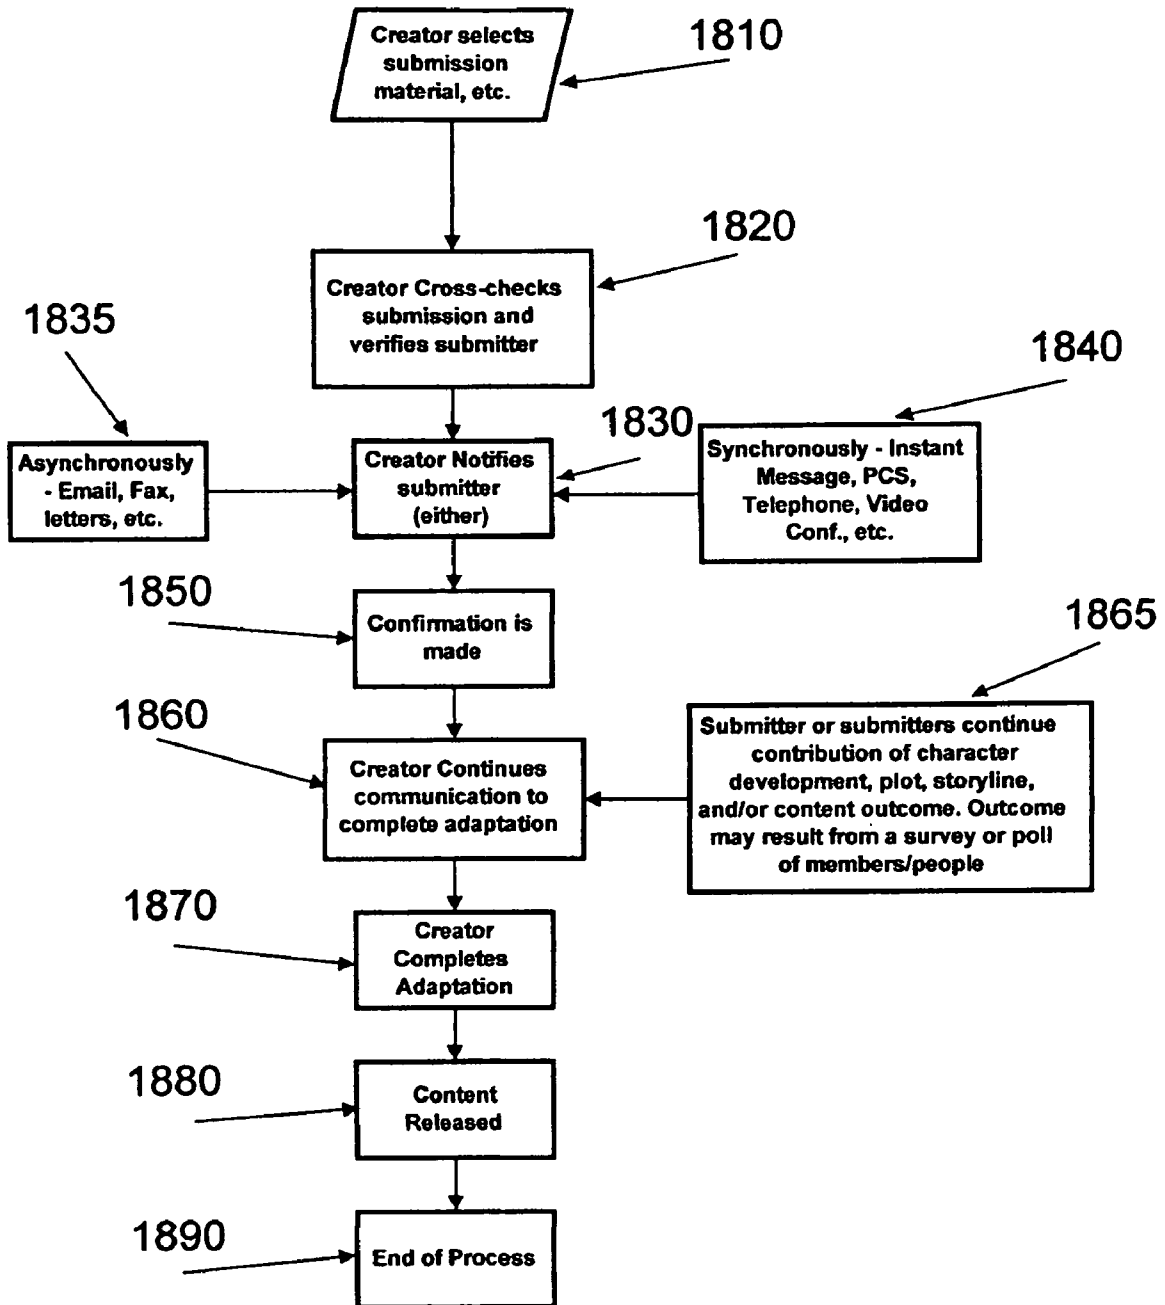 Creator selects
submission
material, etc.
1810
1820
Creator Cross-checks
submission and
verifies submitter
1835
1840
1830
Asynchronously
- Email, Fax,
letters, etc.
Creator Notifies
submitter
(either)
Synchronously - Instant
Message, PCS,
Telephone, Video
Conf., etc.
1850
Confirmation is
made
1865
1860
Creator Continues
communication to
complete adaptation
Submitter or submitters continue
contribution of character
development, plot, storyline,
and/or content outcome. Outcome
may result from a survey or poll
of members/people
1870
Creator
Completes
Adaptation
1880
Content
Released
1890
End of Process